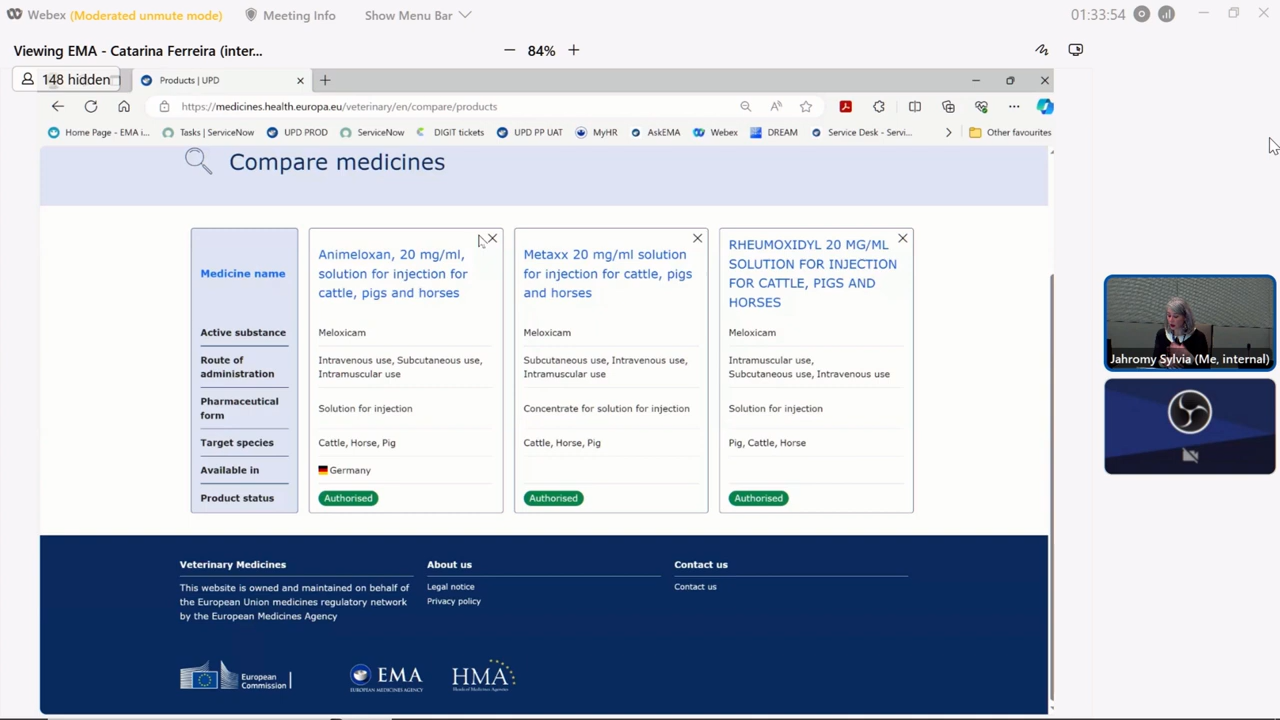 Webex (Moderated unmute mode) Meeting Info Show Menu Bar 01:33:54
Viewing EMA - Catarina Ferreira (inter... 84%
148 hidden
Products | UPD
https://medicines.health.europa.eu/veterinary/en/compare/products
Home Page - EMA i... Tasks | ServiceNow UPD PROD ServiceNow DIGIT tickets UPD PP UAT MyHR AskEMA Webex DREAM Service Desk - Servi... Other favourites
Compare medicines
Medicine name
Active substance
Route of
administration
Pharmaceutical
form
Target species
Available in
Product status
Animeloxan, 20 mg/ml,
solution for injection for
cattle, pigs and horses
Meloxicam
Intravenous use, Subcutaneous use,
Intramuscular use
Solution for injection
Cattle, Horse, Pig
Germany
Authorised
Metaxx 20 mg/ml solution
for injection for cattle, pigs
and horses
Meloxicam
Subcutaneous use, Intravenous use,
Intramuscular use
Concentrate for solution for injection
Cattle, Horse, Pig
Authorised
RHEUMOXIDYL 20 MG/ML
SOLUTION FOR INJECTION
FOR CATTLE, PIGS AND
HORSES
Meloxicam
Intramuscular use,
Subcutaneous use, Intravenous use
Solution for injection
Pig, Cattle, Horse
Authorised
Jahromy Sylvia (Me, internal)
Veterinary Medicines
This website is owned and maintained on behalf of
the European Union medicines regulatory network
by the European Medicines Agency
About us
Legal notice
Privacy policy
Contact us
Contact us
European
Commission
EMA
EUROPEAN MEDICINES AGENCY
HMA
Heads of Medicines Agencies